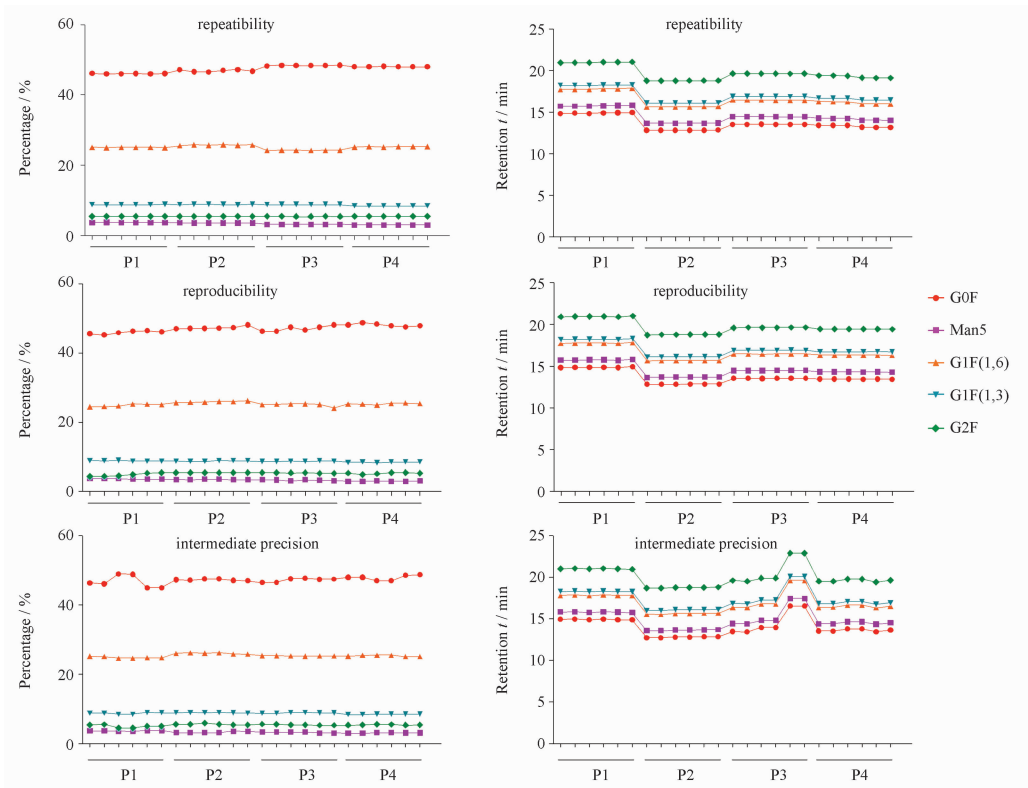 repeatibility
60
40
20
0
Percentage / %
P1 P2 P3 P4
repeatibility
25
20
15
10
5
0
Retention t / min
P1 P2 P3 P4
reproducibility
60
40
20
0
Percentage / %
P1 P2 P3 P4
reproducibility
25
20
15
10
5
0
Retention t / min
P1 P2 P3 P4
G0F
Man5
G1F(1,6)
G1F(1,3)
G2F
intermediate precision
60
40
20
0
Percentage / %
P1 P2 P3 P4
intermediate precision
25
20
15
10
5
0
Retention t / min
P1 P2 P3 P4